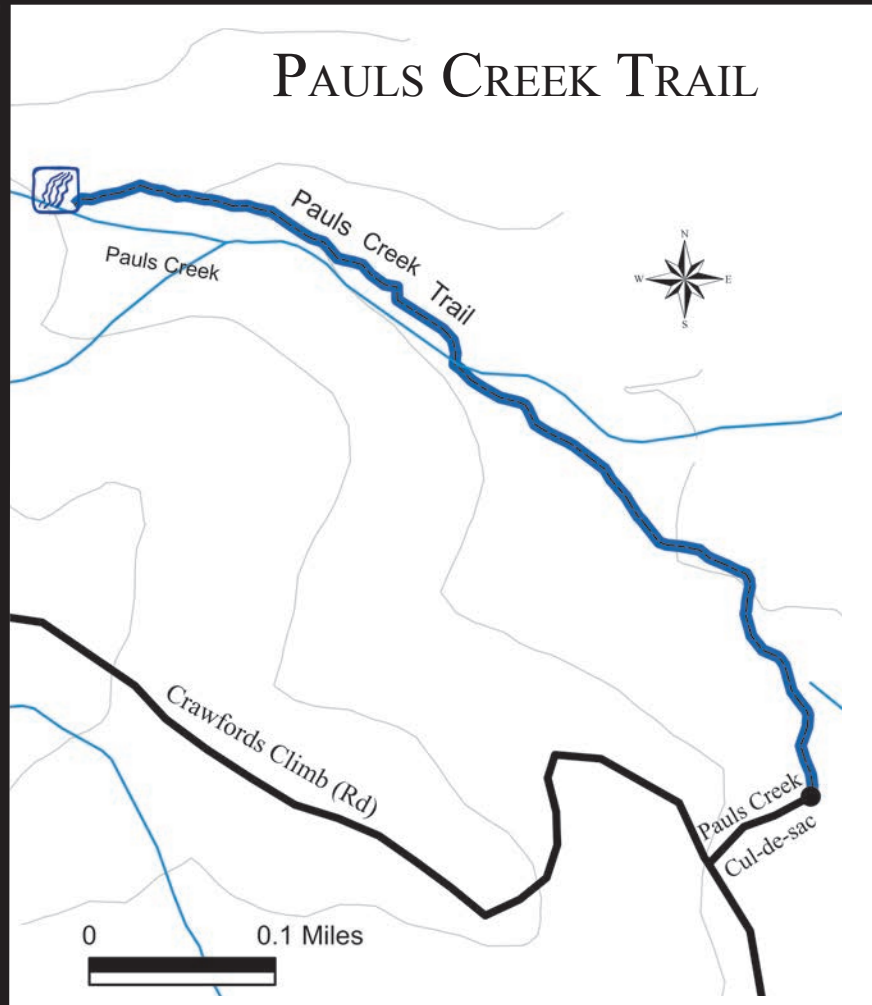 PAULS CREEK TRAIL
Pauls Creek Trail
Pauls Creek
N
W E
S
Crawfords Climb (Rd)
Pauls Creek
Cul-de-sac
0 0.1 Miles